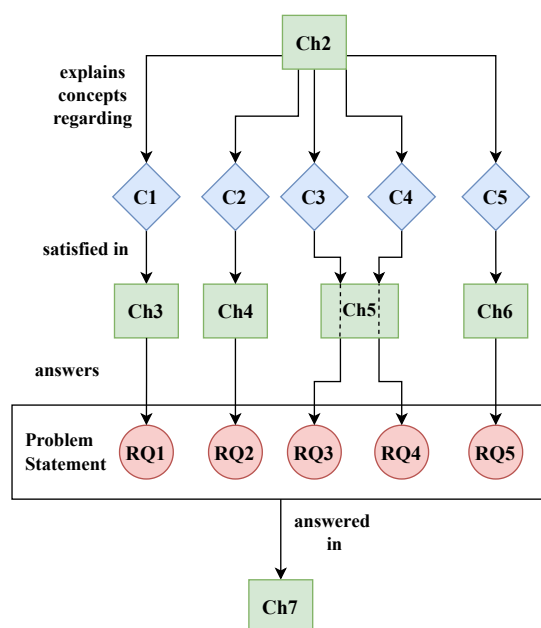 Ch2
explains
concepts
regarding
C1 C2 C3 C4 C5
satisfied in
Ch3 Ch4 Ch5 Ch6
answers
Problem
Statement
RQ1 RQ2 RQ3 RQ4 RQ5
answered
in
Ch7